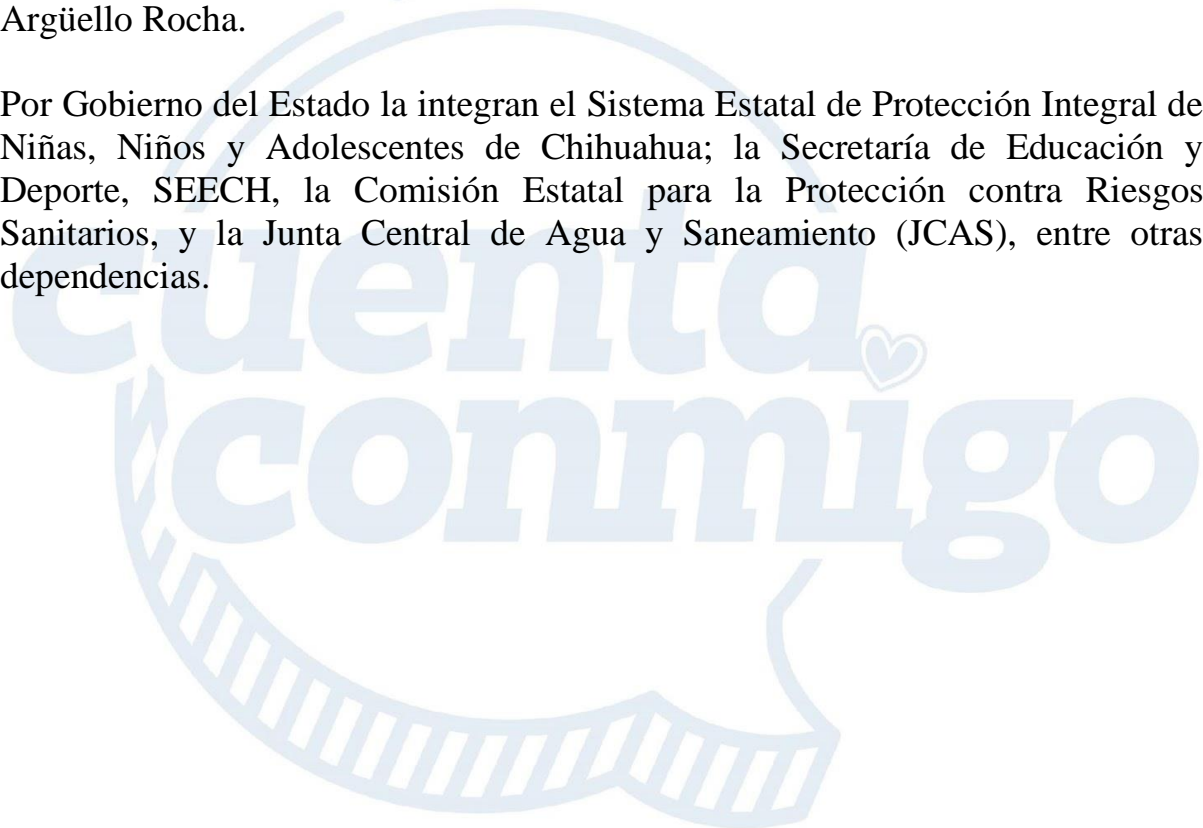 Argüello Rocha.
Por Gobierno del Estado la integran el Sistema Estatal de Protección Integral de
Niñas, Niños y Adolescentes de Chihuahua; la Secretaría de Educación y
Deporte, SEECH, la Comisión Estatal para la Protección contra Riesgos
Sanitarios, y la Junta Central de Agua y Saneamiento (JCAS), entre otras
dependencias.
cuenta
conmigo